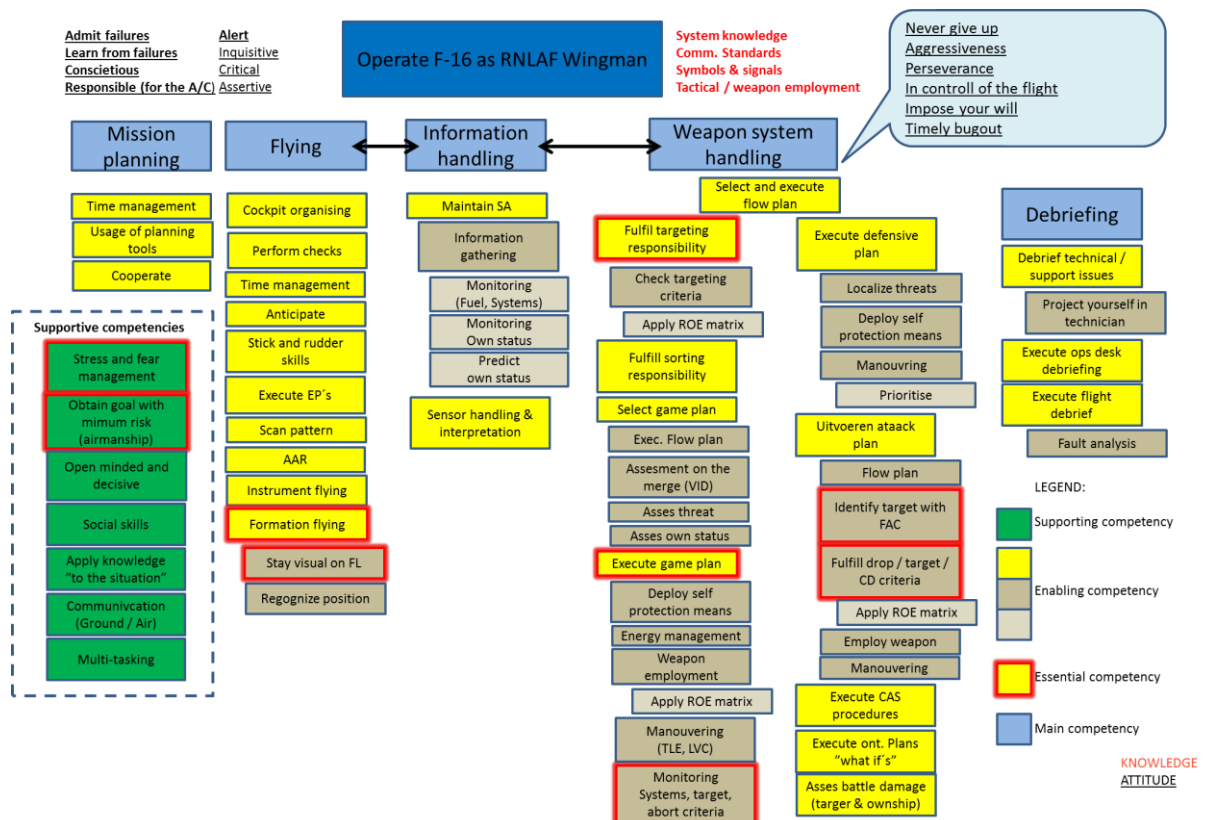 Admit failures
Learn from failures
Conscietious
Responsible (for the A/C)
Alert
Inquisitive
Critical
Assertive
Operate F-16 as RNLAF Wingman
System knowledge
Comm. Standards
Symbols & signals
Tactical / weapon employment
Never give up
Aggressiveness
Perseverance
In controll of the flight
Impose your will
Timely bugout
Mission
planning
Time management
Usage of planning
tools
Cooperate
Supportive competencies
Stress and fear
management
Obtain goal with
mimum risk
(airmanship)
Open minded and
decisive
Social skills
Apply knowledge
"to the situation"
Communivcation
(Ground / Air)
Multi-tasking
Flying
Cockpit organising
Perform checks
Time management
Anticipate
Stick and rudder
skills
Execute EP´s
Scan pattern
AAR
Instrument flying
Formation flying
Stay visual on FL
Regognize position
Information
handling
Maintain SA
Information
gathering
Monitoring
(Fuel, Systems)
Monitoring
Own status
Predict
own status
Sensor handling &
interpretation
Weapon system
handling
Select and execute
flow plan
Fulfil targeting
responsibility
Check targeting
criteria
Apply ROE matrix
Fulfill sorting
responsibility
Select game plan
Exec. Flow plan
Assesment on the
merge (VID)
Asses threat
Asses own status
Execute game plan
Deploy self
protection means
Energy management
Weapon
employment
Apply ROE matrix
Manouvering
(TLE, LVC)
Monitoring
Systems, target,
abort criteria
Execute defensive
plan
Localize threats
Deploy self
protection means
Manouvring
Prioritise
Uitvoeren ataack
plan
Flow plan
Identify target with
FAC
Fulfill drop / target /
CD criteria
Apply ROE matrix
Employ weapon
Manouvering
Execute CAS
procedures
Execute ont. Plans
"what if´s"
Asses battle damage
(targer & ownship)
Debriefing
Debrief technical /
support issues
Project yourself in
technician
Execute ops desk
debriefing
Execute flight
debrief
Fault analysis
LEGEND:
Supporting competency
Enabling competency
Essential competency
Main competency
KNOWLEDGE
ATTITUDE